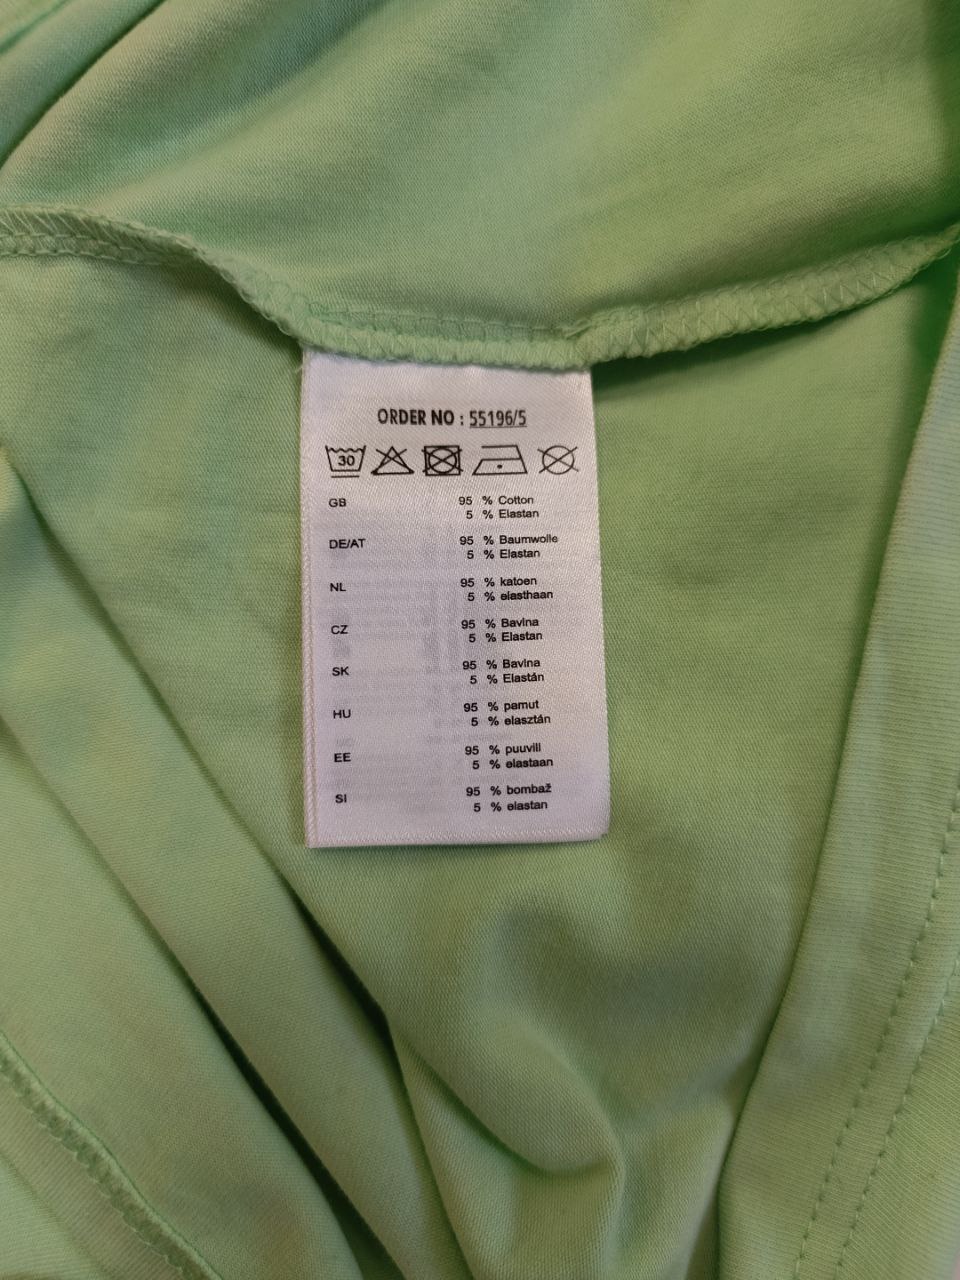 ORDER NO : 55196/5
30
GB 95 % Cotton
5 % Elastan
DE/AT 95 % Baumwolle
5 % Elastan
NL 95 % katoen
5 % elasthaan
CZ 95 % Bavlna
5 % Elastan
SK 95 % Bavlna
5 % Elastán
HU 95 % pamut
5 % elasztán
EE 95 % puuvill
5 % elastaan
SI 95 % bombaž
5 % elastan